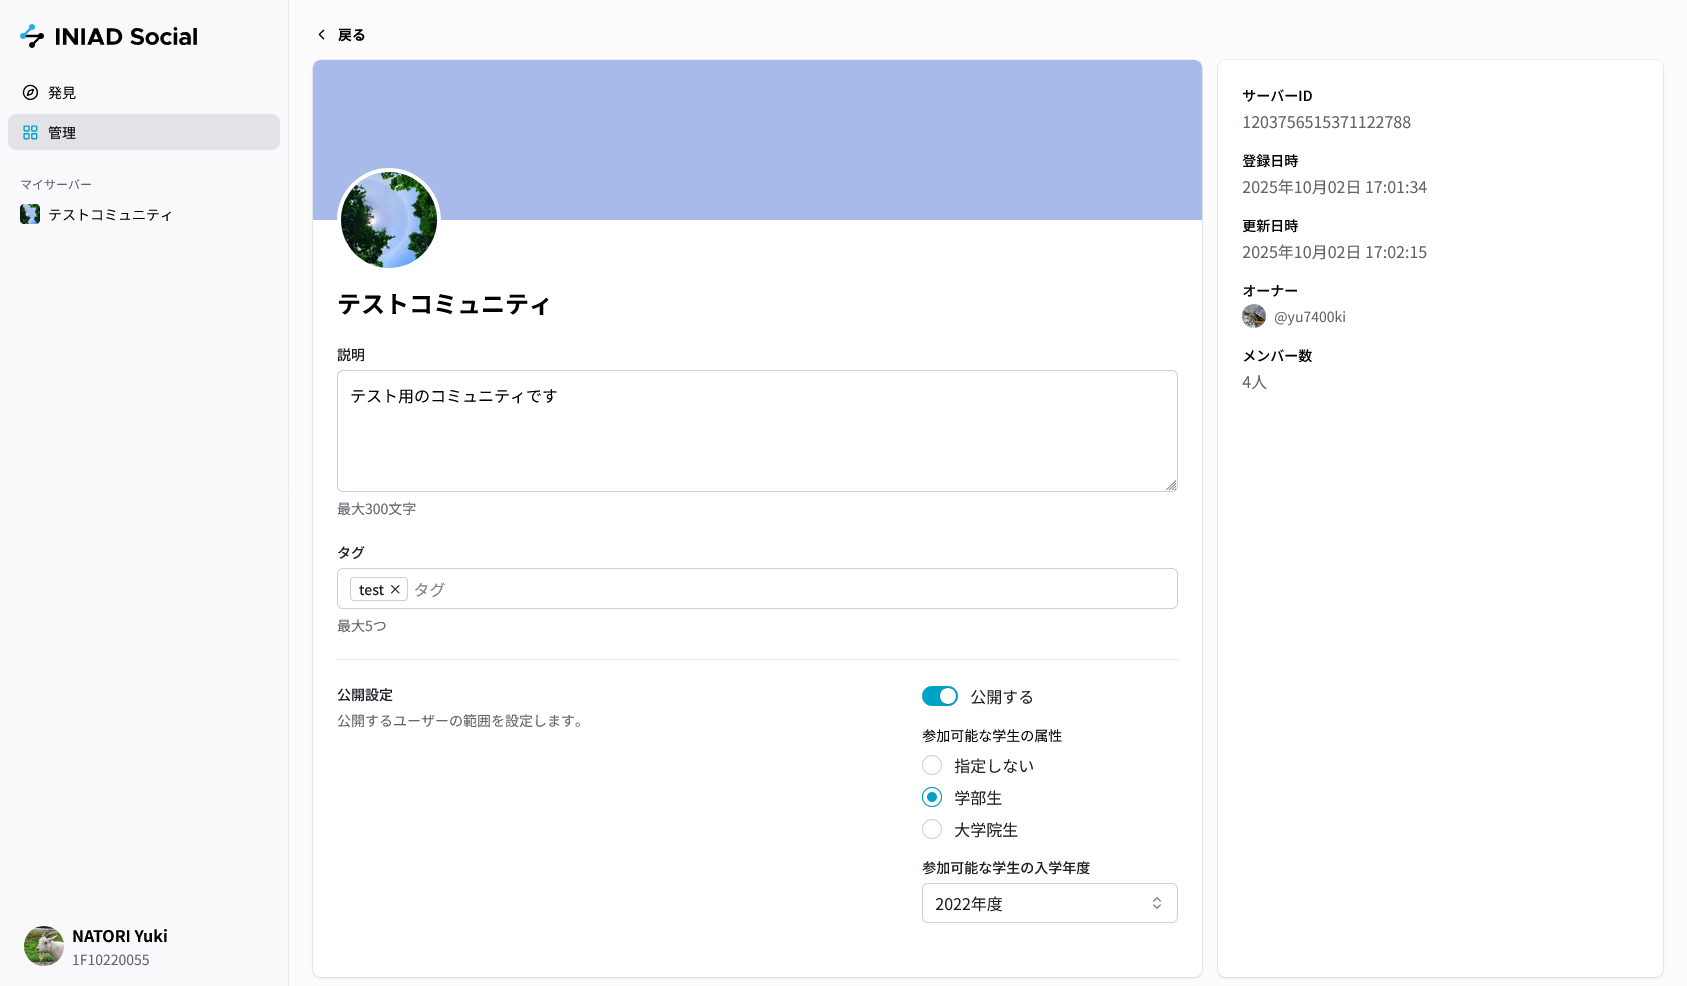 INIAD Social
発見
管理
マイサーバー
テストコミュニティ
NATORI Yuki
1F10220055
戻る
テストコミュニティ
説明
テスト用のコミュニティです
最大300文字
タグ
test タグ
最大5つ
公開設定
公開するユーザーの範囲を設定します。
公開する
参加可能な学生の属性
指定しない
学部生
大学院生
参加可能な学生の入学年度
2022年度
サーバーID
1203756515371122788
登録日時
2025年10月02日 17:01:34
更新日時
2025年10月02日 17:02:15
オーナー
@yu7400ki
メンバー数
4人